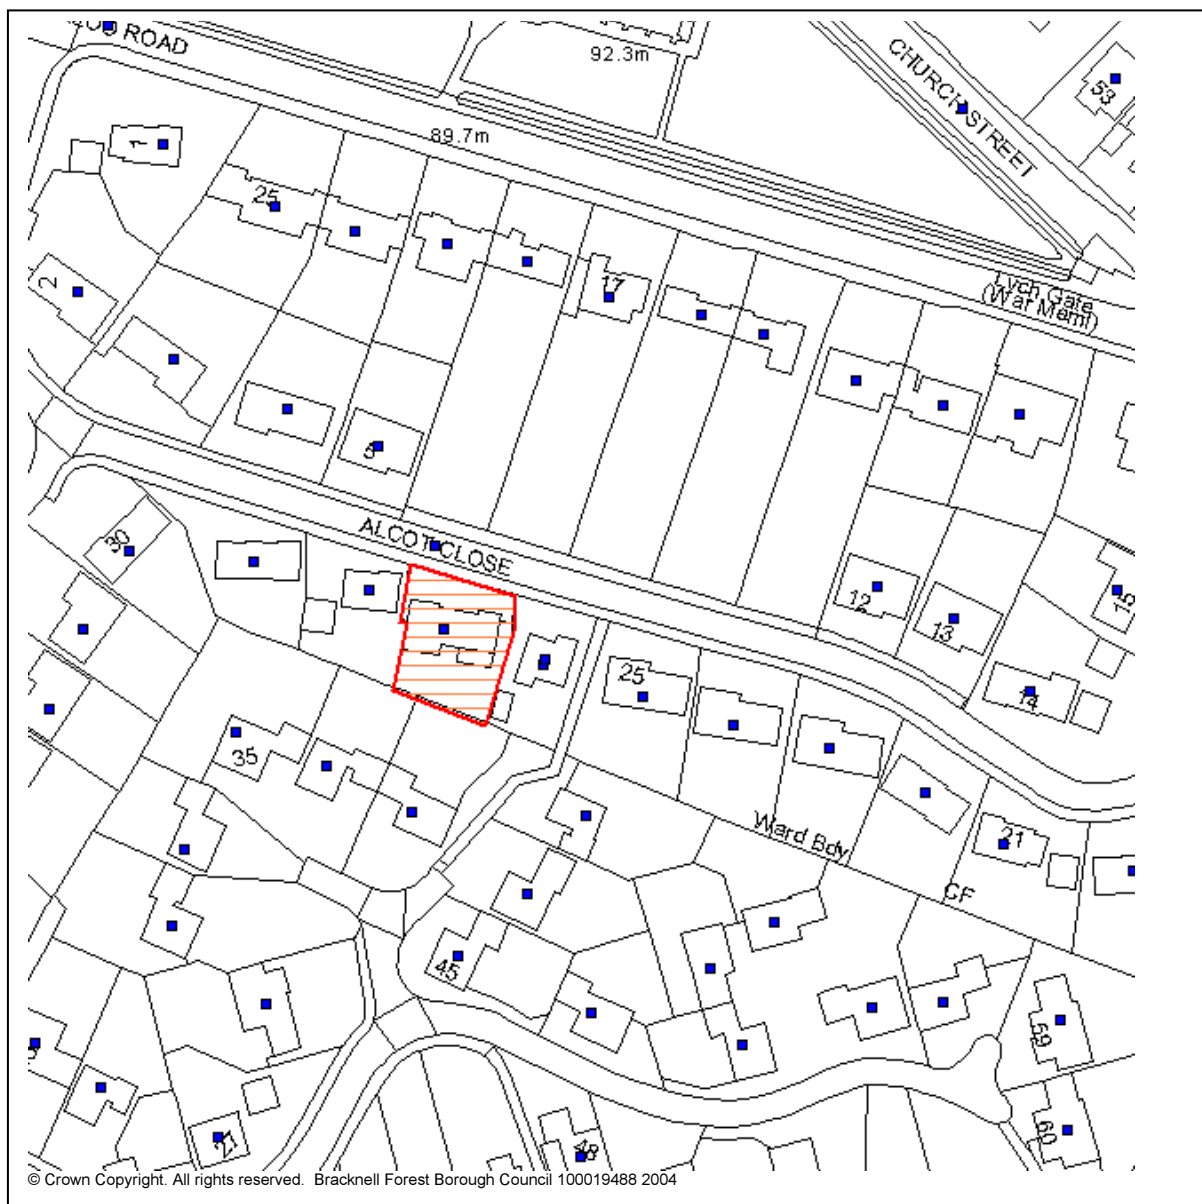 ROAD
92.3m
CHURCH STREET
53
89.7m
1
25
2
17
Lych Gate
(War Meml)
5
ALCOT CLOSE
30
12
13
15
14
25
35
Ward Bdy
21
CF
45
59
60
27
48
© Crown Copyright. All rights reserved. Bracknell Forest Borough Council 100019488 2004